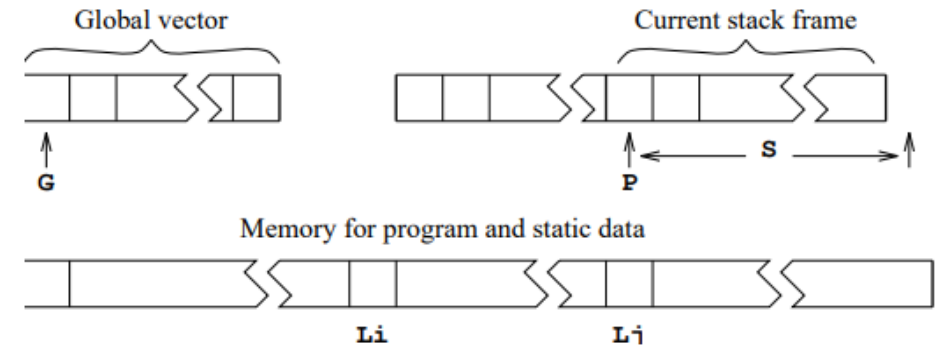 Global vector
Current stack frame
S
G
P
Memory for program and static data
Li
Lj